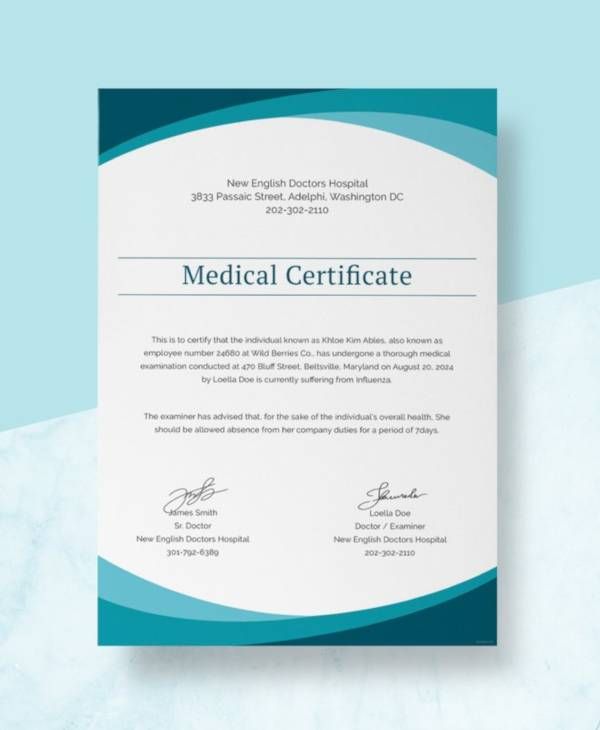 New English Doctors Hospital
3833 Passaic Street, Adelphi, Washington DC
202-302-2110
Medical Certificate
This is to certify that the individual known as Khloe Kim Ables, also known as
employee number 24680 at Wild Berries Co., has undergone a thorough medical
examination conducted at 470 Bluff Street, Beltsville, Maryland on August 20, 2024
by Loella Doe is currently suffering from Influenza.
The examiner has advised that, for the sake of the individual's overall health, She
should be allowed absence from her company duties for a period of 7days.
James Smith
Sr. Doctor
New English Doctors Hospital
301-792-6389
Loella Doe
Doctor / Examiner
New English Doctors Hospital
202-302-2110